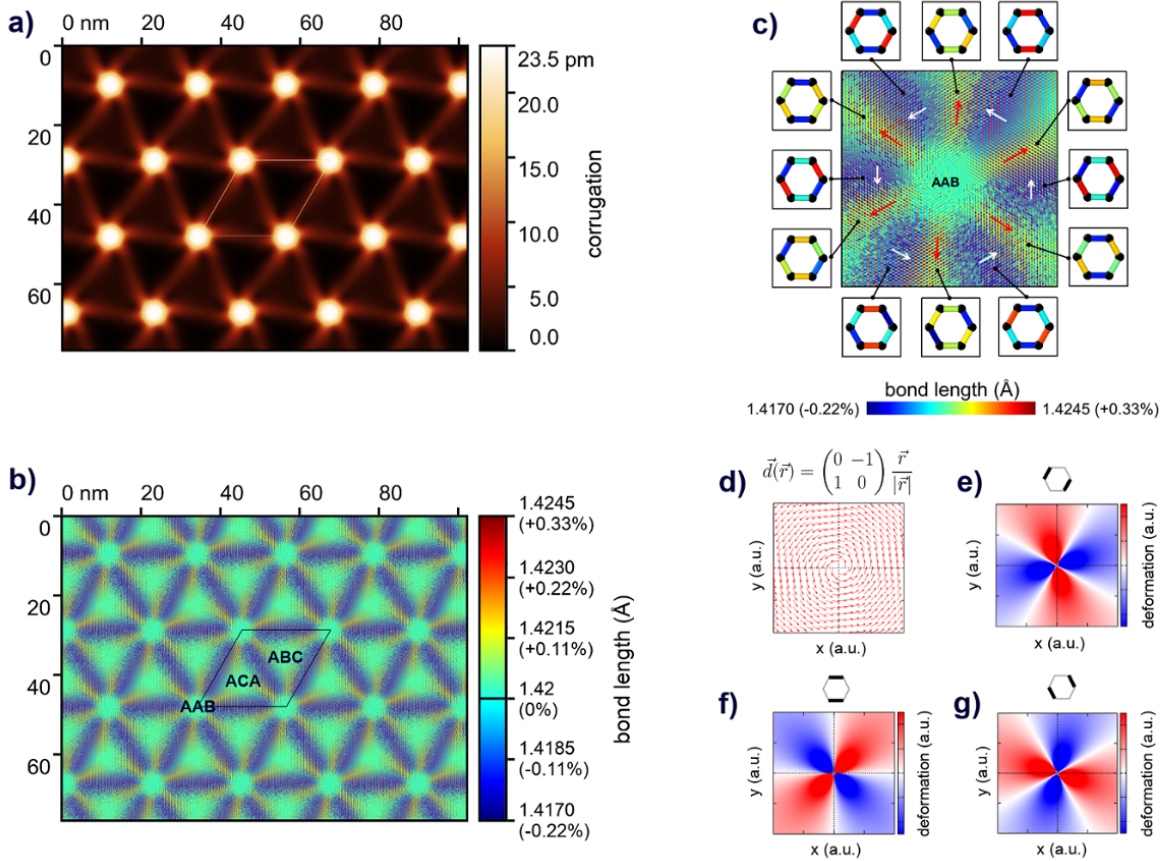 a)
0 nm 20 40 60 80
0
20
40
60
23.5 pm
20.0
15.0
10.0
5.0
0.0
corrugation
b)
0 nm 20 40 60 80
0
20
40
60
ABC
ACA
AAB
1.4245
(+0.33%)
1.4230
(+0.22%)
1.4215
(+0.11%)
1.42
(0%)
1.4185
(-0.11%)
1.4170
(-0.22%)
bond length (Å)
c)
AAB
bond length (Å)
1.4170 (-0.22%) 1.4245 (+0.33%)
d)
d⃗(r⃗) = (0 −1
1 0) r⃗/|r⃗|
y (a.u.)
x (a.u.)
e)
y (a.u.)
x (a.u.)
deformation (a.u.)
f)
y (a.u.)
x (a.u.)
deformation (a.u.)
g)
y (a.u.)
x (a.u.)
deformation (a.u.)